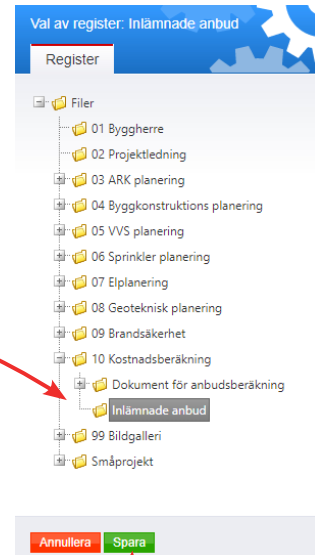 Val av register: Inlämnade anbud
Register
Filer
01 Byggherre
02 Projektledning
03 ARK planering
04 Byggkonstruktions planering
05 VVS planering
06 Sprinkler planering
07 Elplanering
08 Geoteknisk planering
09 Brandsäkerhet
10 Kostnadsberäkning
Dokument för anbudsberäkning
Inlämnade anbud
99 Bildgalleri
Småprojekt
Annullera Spara